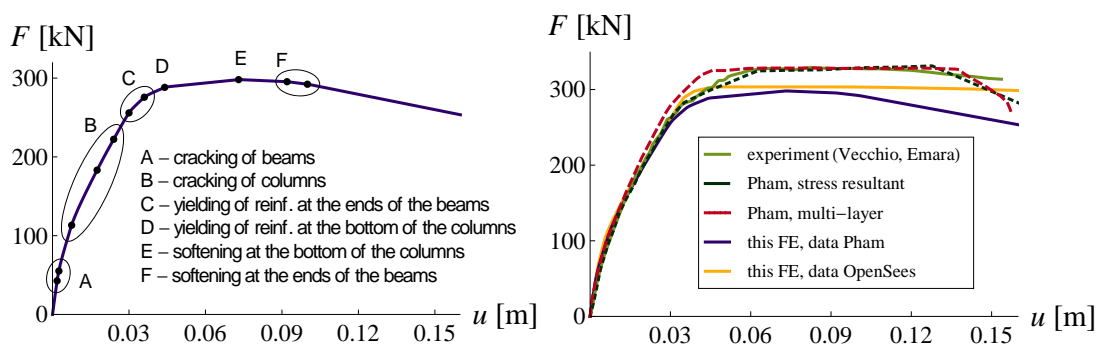 F [kN]
300
200
100
0
0.03
0.06
0.09
0.12
0.15
u [m]
A
B
C
D
E
F
A – cracking of beams
B – cracking of columns
C – yielding of reinf. at the ends of the beams
D – yielding of reinf. at the bottom of the columns
E – softening at the bottom of the columns
F – softening at the ends of the beams
F [kN]
300
200
100
0
0.03
0.06
0.09
0.12
0.15
u [m]
experiment (Vecchio, Emara)
Pham, stress resultant
Pham, multi–layer
this FE, data Pham
this FE, data OpenSees